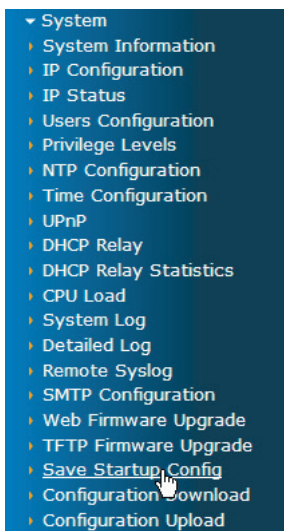 System
System Information
IP Configuration
IP Status
Users Configuration
Privilege Levels
NTP Configuration
Time Configuration
UPnP
DHCP Relay
DHCP Relay Statistics
CPU Load
System Log
Detailed Log
Remote Syslog
SMTP Configuration
Web Firmware Upgrade
TFTP Firmware Upgrade
Save Startup Config
Configuration Download
Configuration Upload